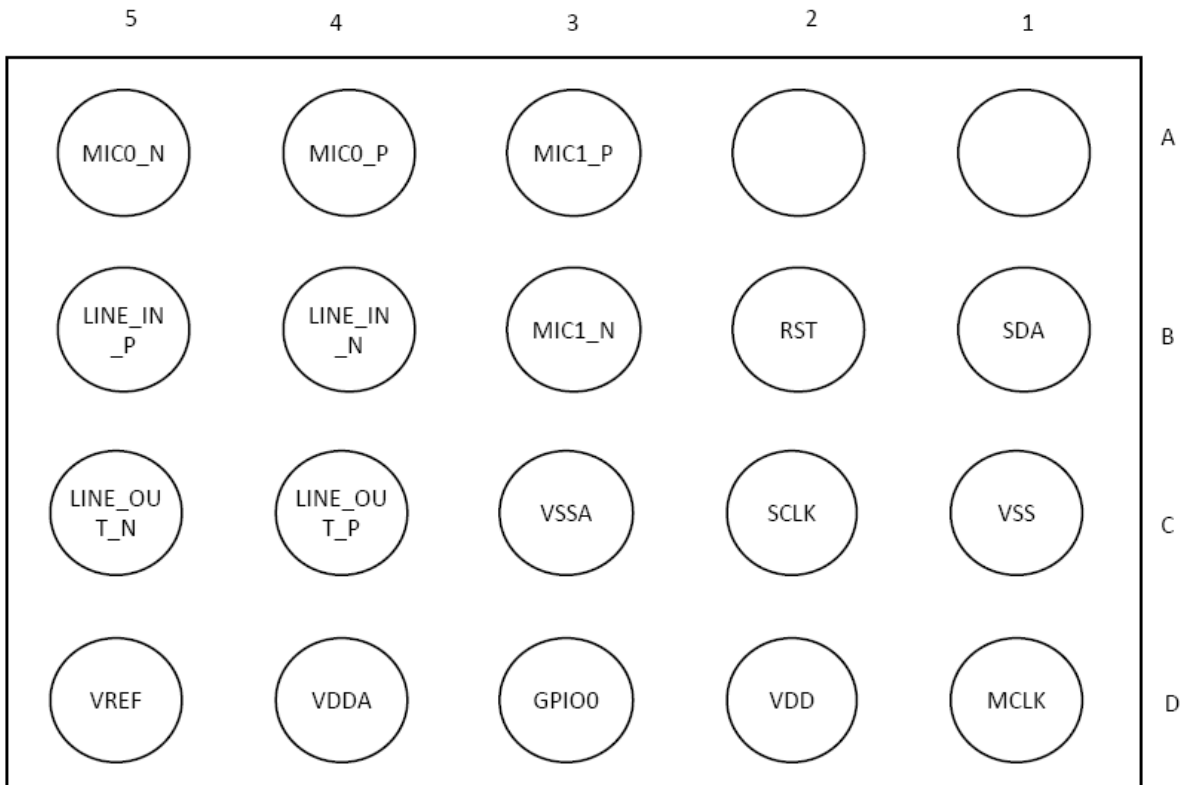 5 4 3 2 1
MIC0_N MIC0_P MIC1_P A
LINE_IN
_P
LINE_IN
_N
MIC1_N RST SDA B
LINE_OU
T_N
LINE_OU
T_P
VSSA SCLK VSS C
VREF VDDA GPIO0 VDD MCLK D